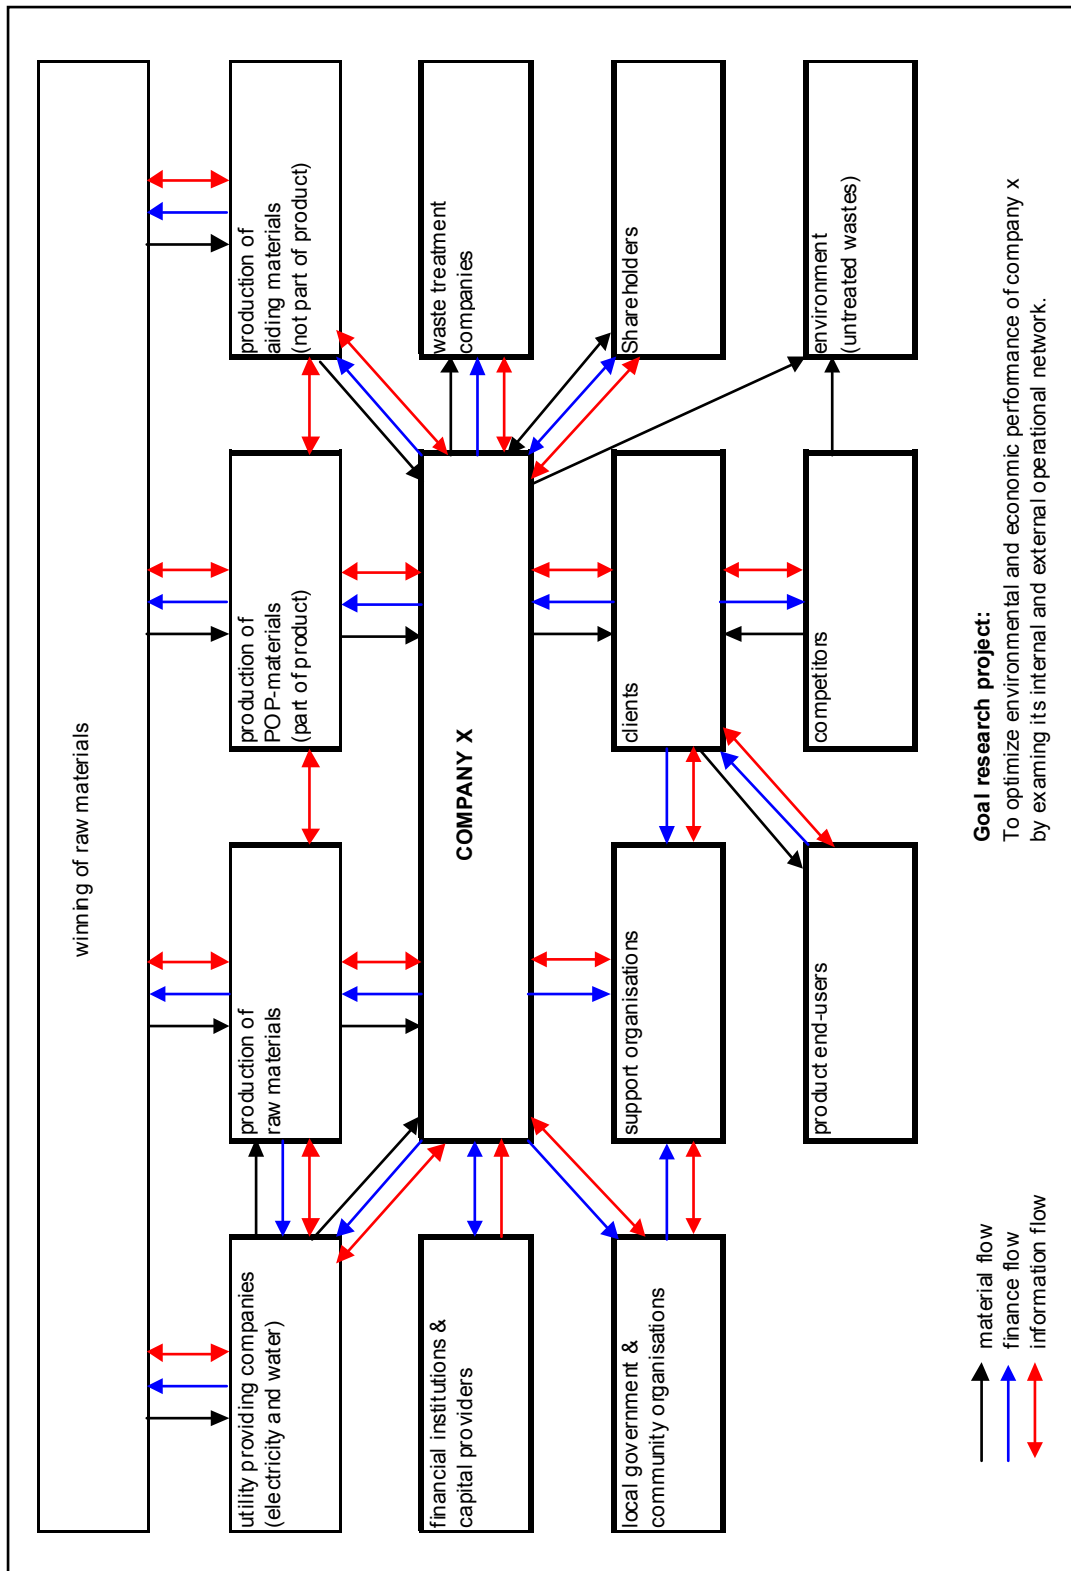 winning of raw materials
utility providing companies
(electricity and water)
production of
raw materials
production of
POP-materials
(part of product)
production of
aiding materials
(not part of product)
financial institutions &
capital providers
COMPANY X
waste treatment
companies
local government &
community organisations
support organisations
clients
Shareholders
product end-users
competitors
environment
(untreated wastes)
material flow
finance flow
information flow
Goal research project:
To optimize environmental and economic performance of company x
by examining its internal and external operational network.